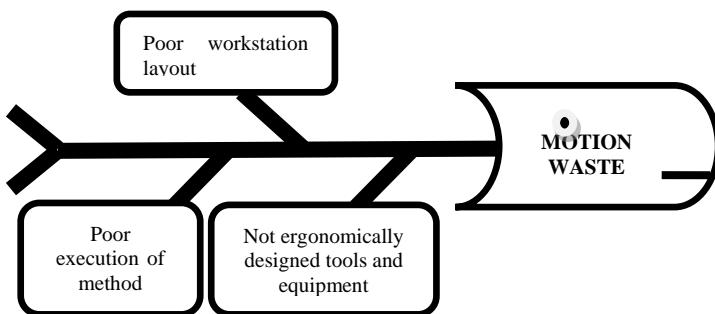 Poor workstation
layout
MOTION
WASTE
Poor
execution of
method
Not ergonomically
designed tools and
equipment